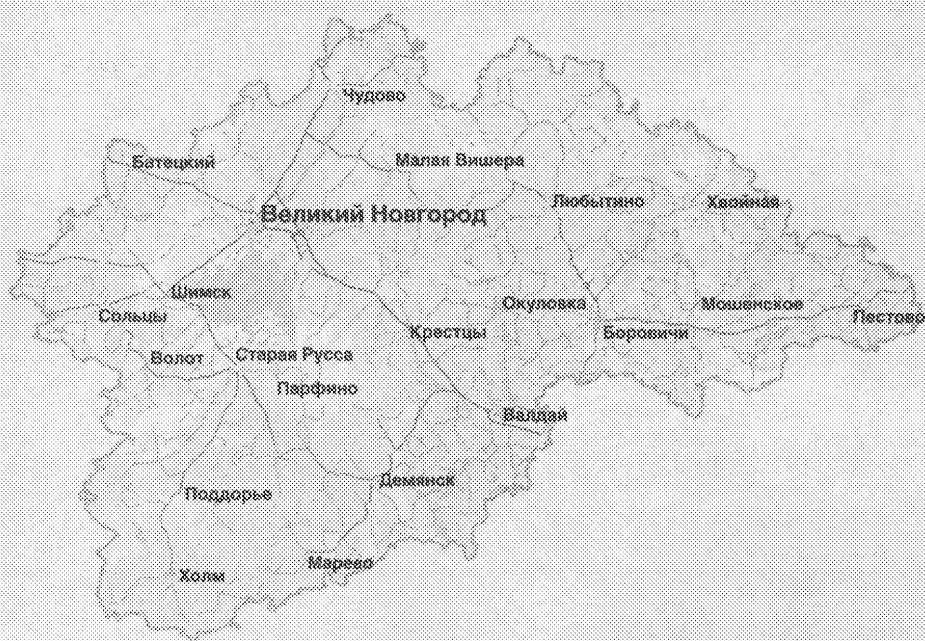 Чудово
Батецкий
Малая Вишера
Любытино
Хвойная
Великий Новгород
Шимск
Окуловка
Мошенское
Сольцы
Пестово
Крестцы
Боровичи
Волот
Старая Русса
Парфино
Валдай
Демянск
Поддорье
Марево
Холм